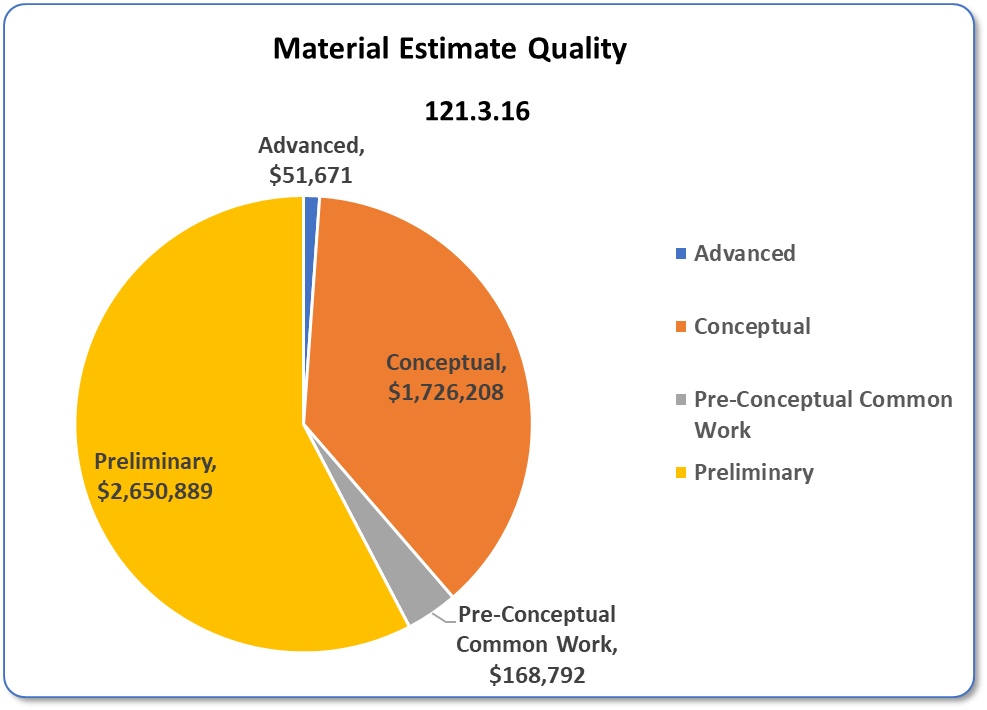 Material Estimate Quality
121.3.16
Advanced,
$51,671
Conceptual,
$1,726,208
Preliminary,
$2,650,889
Pre-Conceptual
Common Work,
$168,792
Advanced
Conceptual
Pre-Conceptual Common
Work
Preliminary